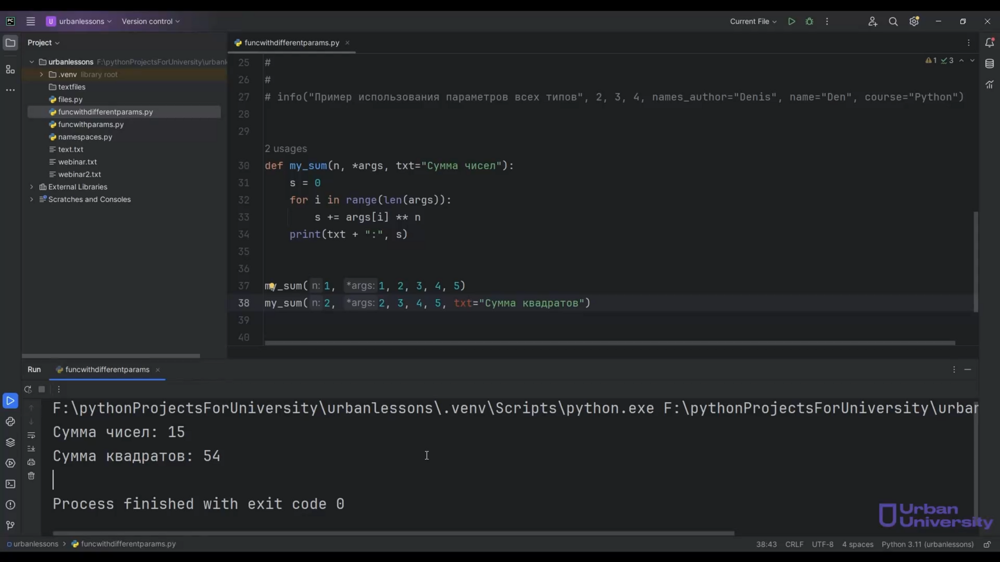 PC
U urbanlessons
Version control
Current File
Project
funcwithdifferentparams.py
urbanlessons F:\pythonProjectsForUniversity\urbanl
.venv library root
textfiles
files.py
funcwithdifferentparams.py
funcwithparams.py
namespaces.py
text.txt
webinar.txt
webinar2.txt
External Libraries
Scratches and Consoles
1 3
25 #
26 #
27 # info("Пример использования параметров всех типов", 2, 3, 4, names_author="Denis", name="Den", course="Python")
28
29
2 usages
30 def my_sum(n, *args, txt="Сумма чисел"):
31 s = 0
32 for i in range(len(args)):
33 s += args[i] ** n
34 print(txt + ":", s)
35
36
37 my_sum( n: 1, *args: 1, 2, 3, 4, 5)
38 my_sum( n: 2, *args: 2, 3, 4, 5, txt="Сумма квадратов")
39
40
Run funcwithdifferentparams
F:\pythonProjectsForUniversity\urbanlessons\.venv\Scripts\python.exe F:\pythonProjectsForUniversity\urban
Сумма чисел: 15
Сумма квадратов: 54
Process finished with exit code 0
Urban
University
urbanlessons > funcwithdifferentparams.py
38:43 CRLF UTF-8 4 spaces Python 3.11 (urbanlessons)